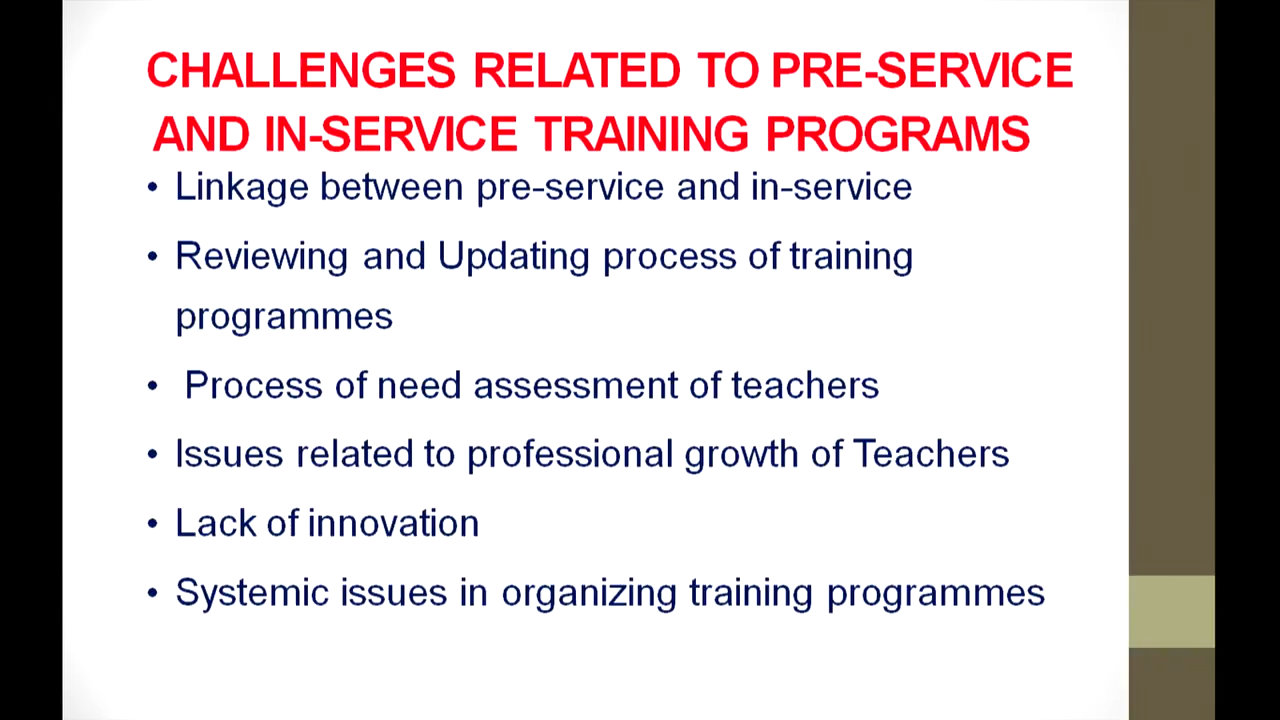 CHALLENGES RELATED TO PRE-SERVICE
AND IN-SERVICE TRAINING PROGRAMS
• Linkage between pre-service and in-service
• Reviewing and Updating process of training
programmes
• Process of need assessment of teachers
• Issues related to professional growth of Teachers
• Lack of innovation
• Systemic issues in organizing training programmes